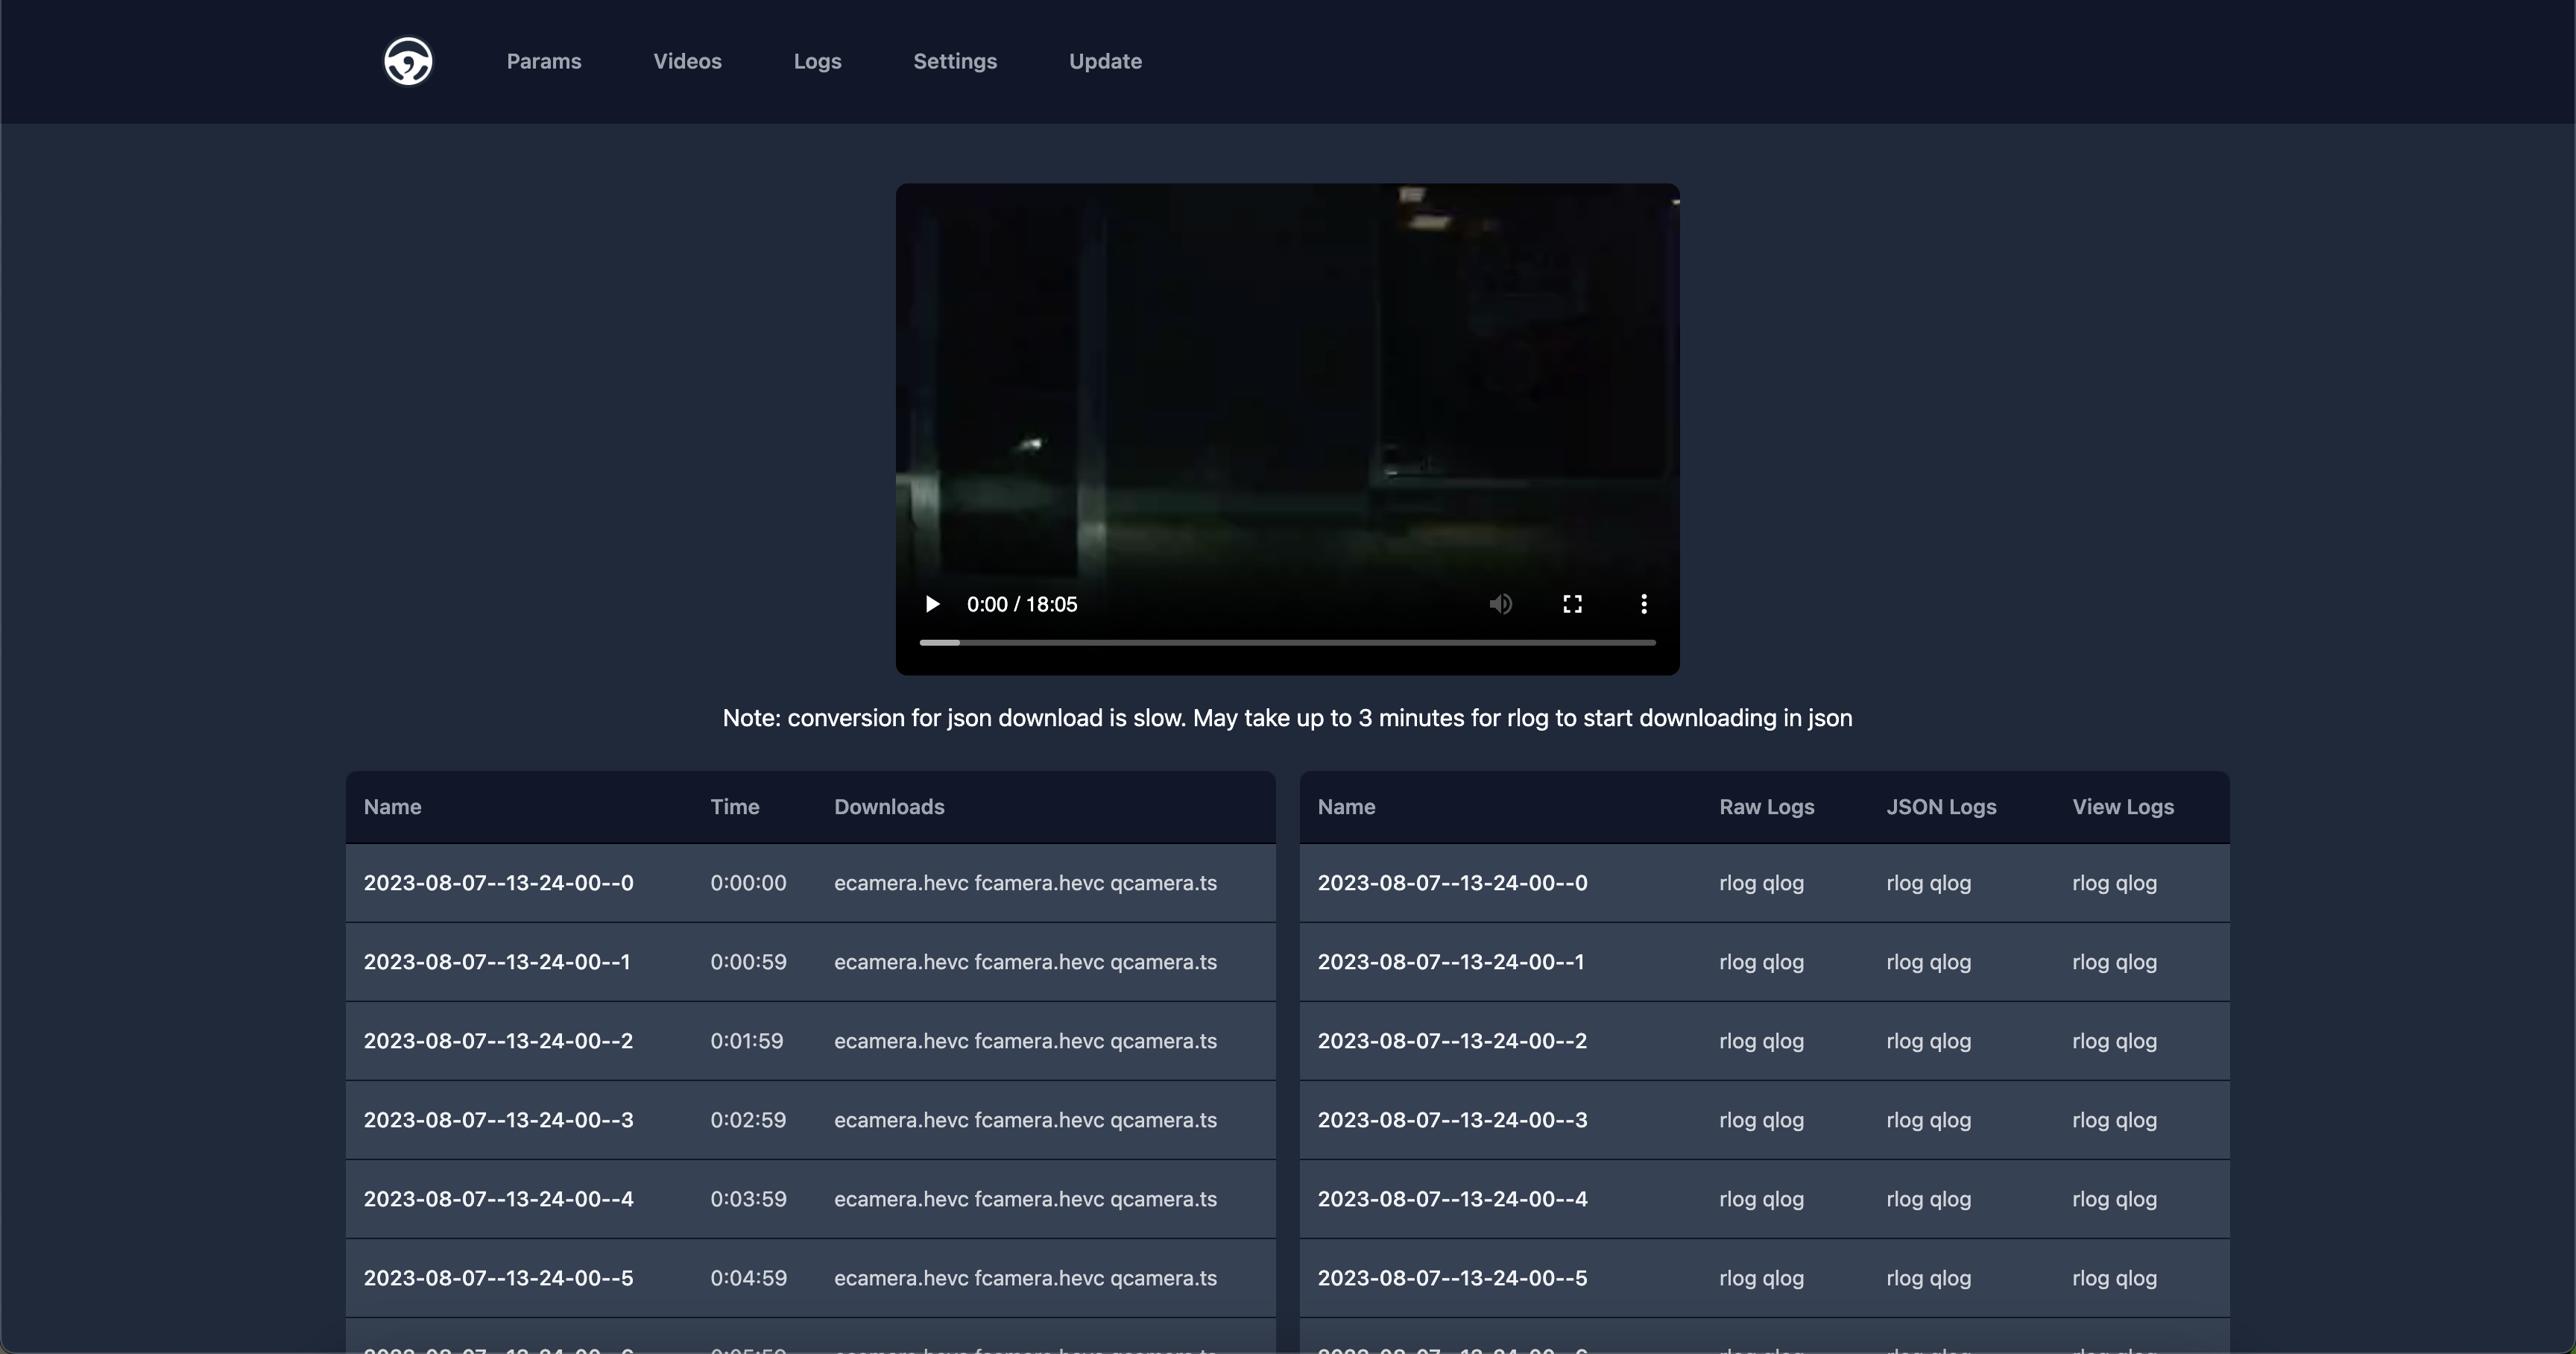 Params Videos Logs Settings Update
0:00 / 18:05
Note: conversion for json download is slow. May take up to 3 minutes for rlog to start downloading in json
Name Time Downloads
2023-08-07--13-24-00--0 0:00:00 ecamera.hevc fcamera.hevc qcamera.ts
2023-08-07--13-24-00--1 0:00:59 ecamera.hevc fcamera.hevc qcamera.ts
2023-08-07--13-24-00--2 0:01:59 ecamera.hevc fcamera.hevc qcamera.ts
2023-08-07--13-24-00--3 0:02:59 ecamera.hevc fcamera.hevc qcamera.ts
2023-08-07--13-24-00--4 0:03:59 ecamera.hevc fcamera.hevc qcamera.ts
2023-08-07--13-24-00--5 0:04:59 ecamera.hevc fcamera.hevc qcamera.ts
Name Raw Logs JSON Logs View Logs
2023-08-07--13-24-00--0 rlog qlog rlog qlog rlog qlog
2023-08-07--13-24-00--1 rlog qlog rlog qlog rlog qlog
2023-08-07--13-24-00--2 rlog qlog rlog qlog rlog qlog
2023-08-07--13-24-00--3 rlog qlog rlog qlog rlog qlog
2023-08-07--13-24-00--4 rlog qlog rlog qlog rlog qlog
2023-08-07--13-24-00--5 rlog qlog rlog qlog rlog qlog